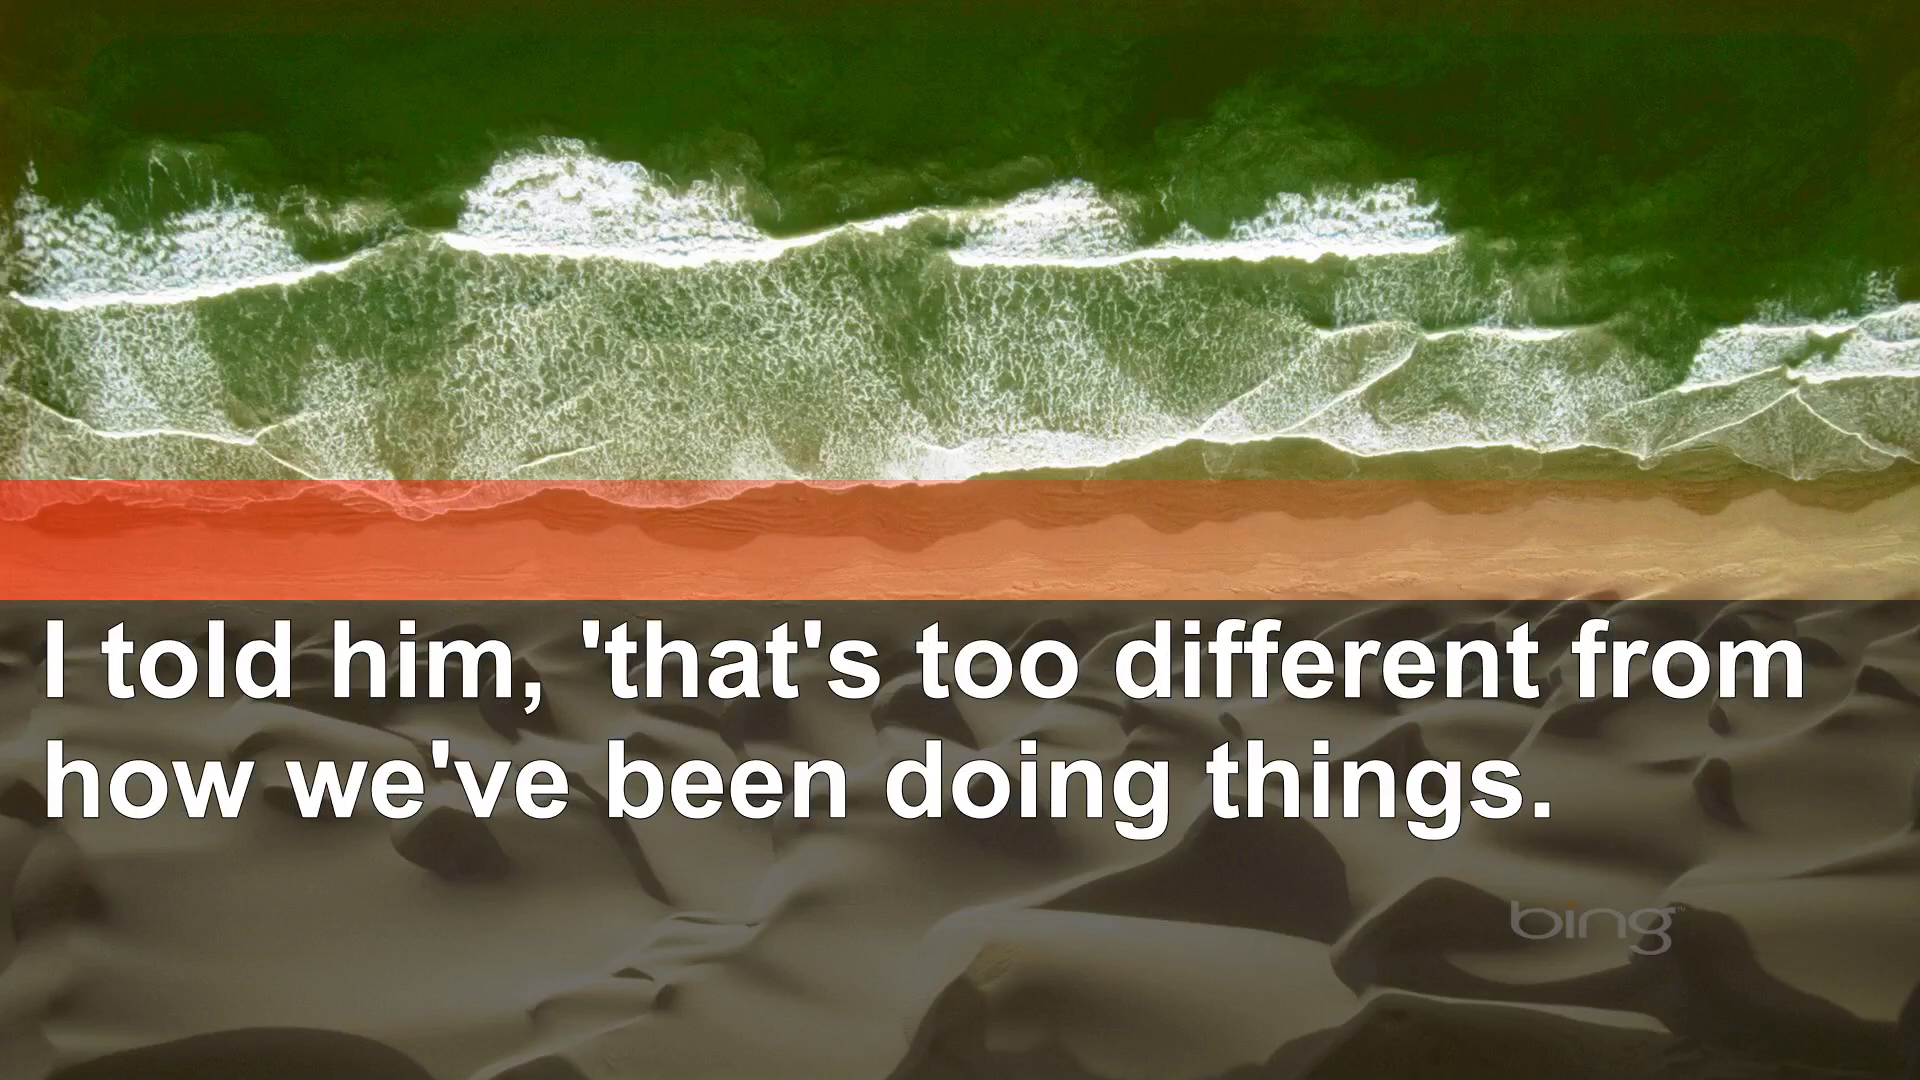 I told him, 'that's too different from
how we've been doing things.
bing